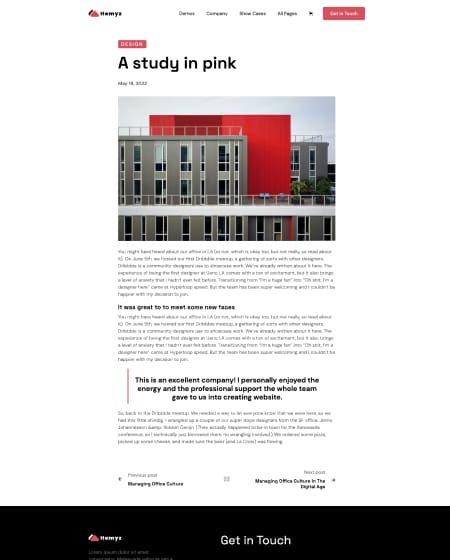 Hemyz
Demos Company Show Cases All Pages Get in Touch
DESIGN
A study in pink
May 19, 2022
You might have heard about our office in LA (or not, which is okay too, but not really, so read about
it). On June 5th, we hosted our first Dribbble meetup, a gathering of sorts with other designers.
Dribbble is a community designers use to showcase work. We've already written about it here. The
experience of being the first designer at Ueno LA comes with a ton of excitement, but it also brings
a level of anxiety that I hadn't ever felt before. Transitioning from "I'm a huge fan" into "Oh shit, I'm a
designer here" came at Hyperloop speed. But the team has been super welcoming and I couldn't be
happier with my decision to join.
It was great to to meet some new faces
You might have heard about our office in LA (or not, which is okay too, but not really, so read about
it). On June 5th, we hosted our first Dribbble meetup, a gathering of sorts with other designers.
Dribbble is a community designers use to showcase work. We've already written about it here. The
experience of being the first designer at Ueno LA comes with a ton of excitement, but it also brings
a level of anxiety that I hadn't ever felt before. Transitioning from "I'm a huge fan" into "Oh shit, I'm a
designer here" came at Hyperloop speed. But the team has been super welcoming and I couldn't be
happier with my decision to join.
This is an excellent company! I personally enjoyed the
energy and the professional support the whole team
gave to us into creating website.
So, back to the Dribbble meetup. We needed a way to let everyone know that we were here, so we
had this little shindig. I wrangled up a couple of our super stars designers from the SF office, Jenny
Johannesson &amp; Robbin Cenijn. (They actually happened to be in town for the Awwwards
conference, so I technically just borrowed them, no wrangling involved.) We ordered some pizza,
picked up some cheese, and made sure the beer (and La Croix) was flowing.
Previous post
Managing Office Culture
Next post
Managing Office Culture In The
Digital Age
Hemyz
Get in Touch
Lorem ipsum dolor sit amet